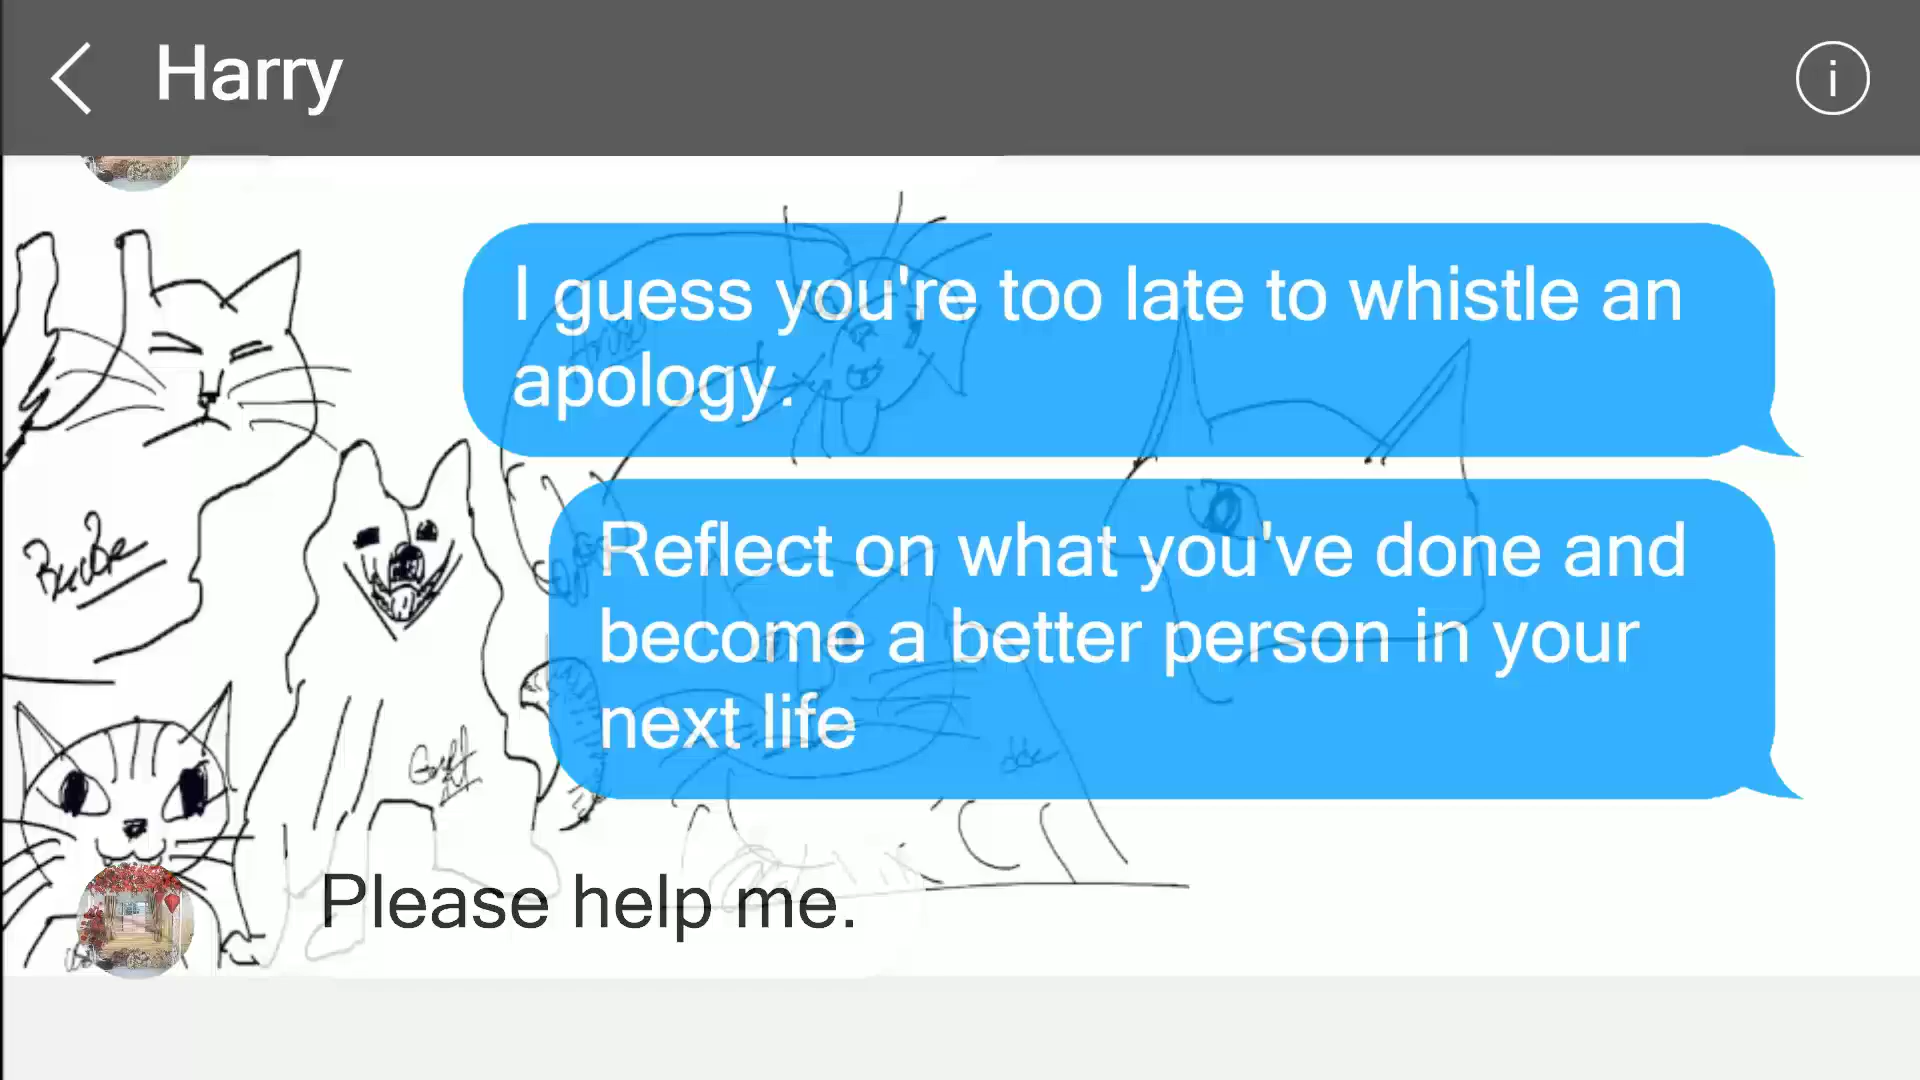 Harry
I guess you're too late to whistle an
apology.
Reflect on what you've done and
become a better person in your
next life
Please help me.